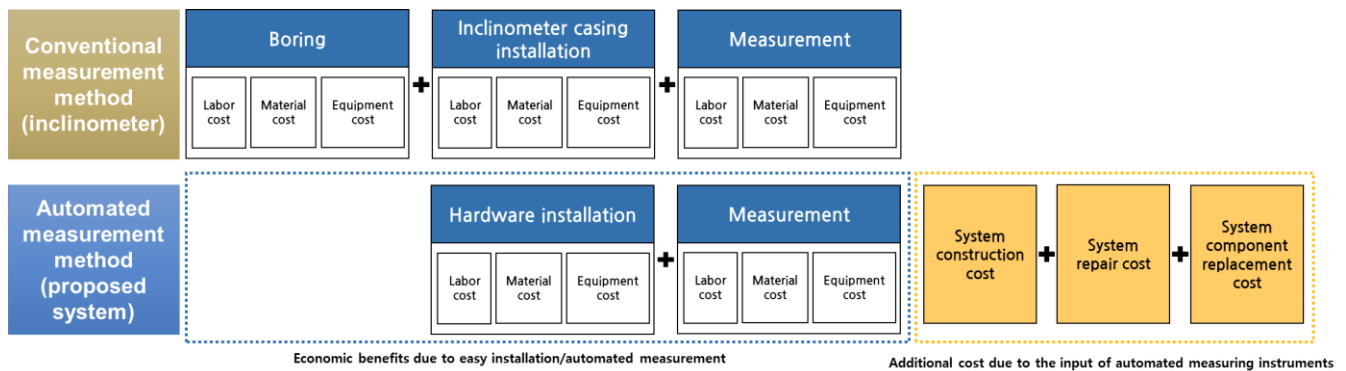 Conventional
measurement
method
(inclinometer)
Boring
Labor
cost
Material
cost
Equipment
cost
+
Inclinometer casing
installation
Labor
cost
Material
cost
Equipment
cost
+
Measurement
Labor
cost
Material
cost
Equipment
cost
Automated
measurement
method
(proposed
system)
Hardware installation
Labor
cost
Material
cost
Equipment
cost
+
Measurement
Labor
cost
Material
cost
Equipment
cost
System
construction
cost
+
System
repair cost
+
System
component
replacement
cost
Economic benefits due to easy installation/automated measurement
Additional cost due to the input of automated measuring instruments